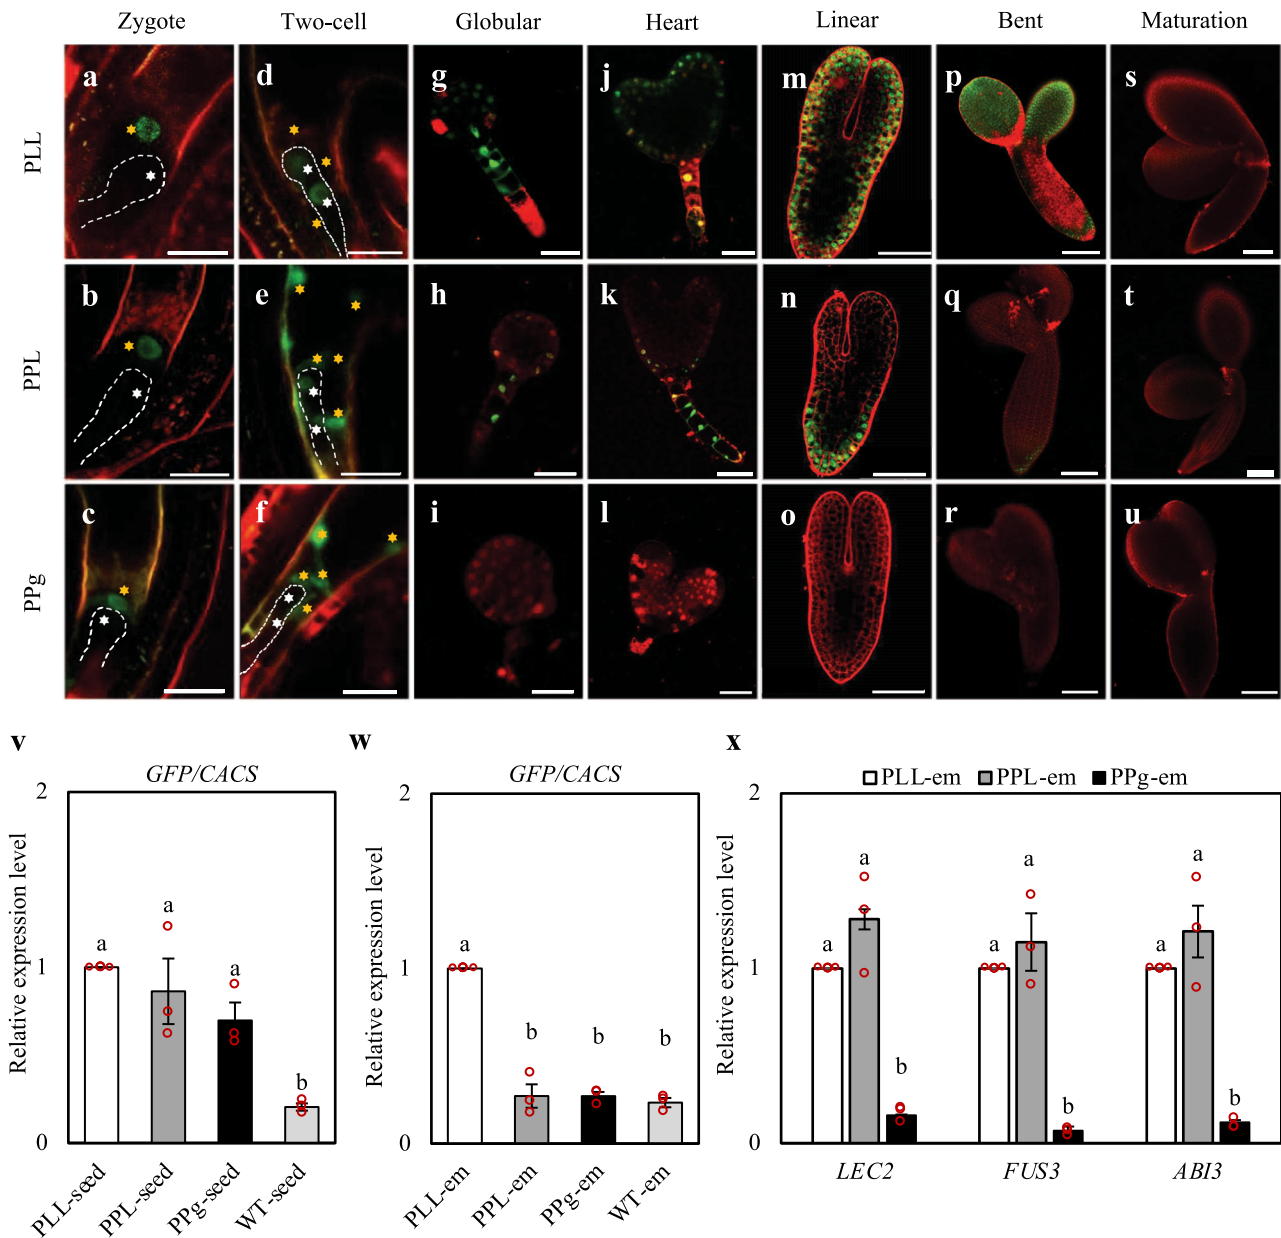 Zygote Two-cell Globular Heart Linear Bent Maturation
PLL
a d g j m p s
PPL
b e h k n q t
PPg
c f i l o r u
v
GFP/CACS
Relative expression level
2
1
0
a a a b
PLL-seed PPL-seed PPg-seed WT-seed
w
GFP/CACS
Relative expression level
2
1
0
a b b b
PLL-em PPL-em PPg-em WT-em
x
PLL-em PPL-em PPg-em
Relative expression level
2
1
0
a a b a a b a a b
LEC2 FUS3 ABI3